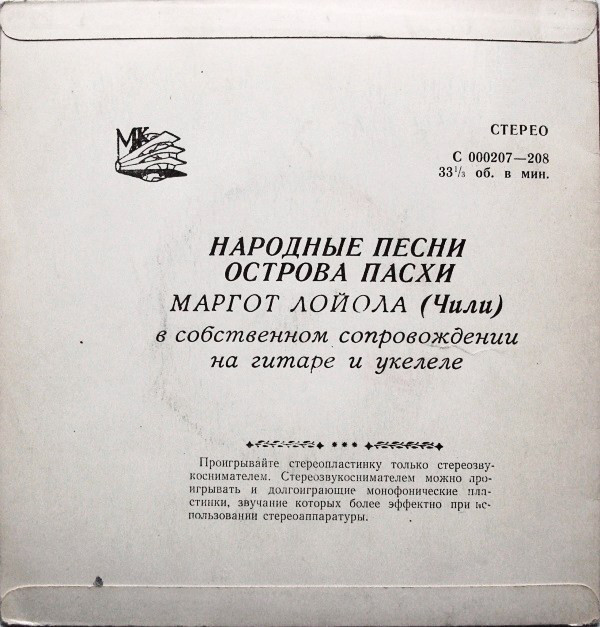 МК
СТЕРЕО
С 000207—208
33⅓ об. в мин.
НАРОДНЫЕ ПЕСНИ
ОСТРОВА ПАСХИ
МАРГОТ ЛОЙОЛА (Чили)
в собственном сопровождении
на гитаре и укелеле
Проигрывайте стереопластинку только стереозву-
коснимателем. Стереозвукоснимателем можно про-
игрывать и долгоиграющие монофонические пла-
стинки, звучание которых более эффектно при ис-
пользовании стереоаппаратуры.